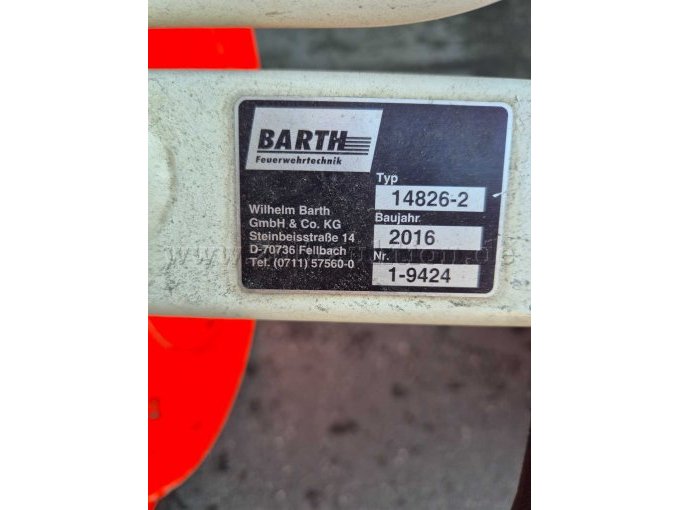 BARTH
Feuerwehrtechnik
Wilhelm Barth
GmbH & Co. KG
Steinbeisstraße 14
D-70736 Fellbach
Tel. (0711) 57560-0
Typ
14826-2
Baujahr
2016
Nr.
1-9424